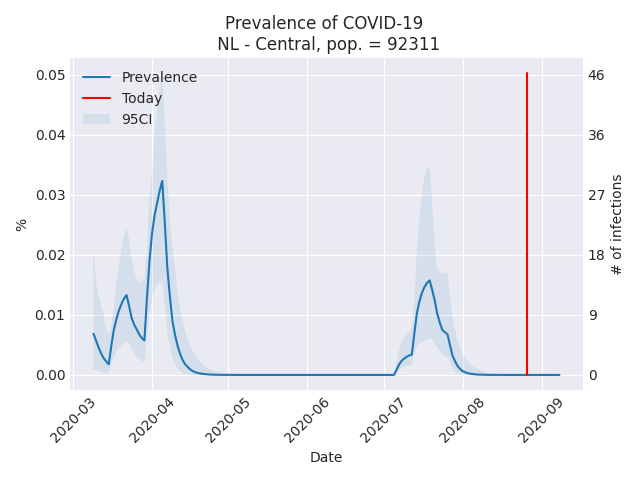 Prevalence of COVID-19
NL - Central, pop. = 92311
Prevalence
Today
95CI
0.05
0.04
0.03
0.02
0.01
0.00
%
46
36
27
18
9
0
# of infections
2020-03
2020-04
2020-05
2020-06
2020-07
2020-08
2020-09
Date